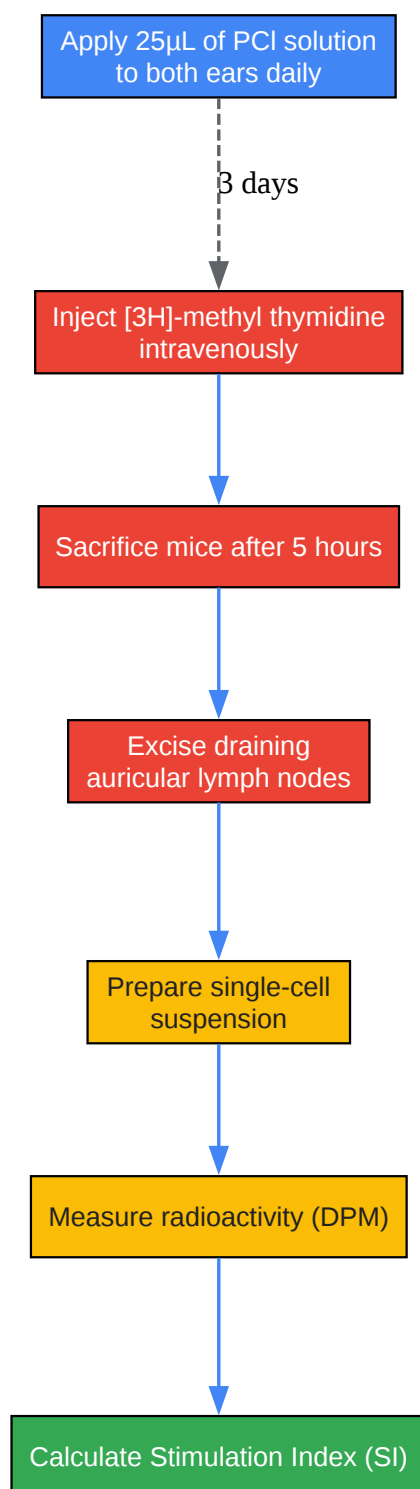 Apply 25µL of PCl solution
to both ears daily
3 days
Inject [3H]-methyl thymidine
intravenously
Sacrifice mice after 5 hours
Excise draining
auricular lymph nodes
Prepare single-cell
suspension
Measure radioactivity (DPM)
Calculate Stimulation Index (SI)